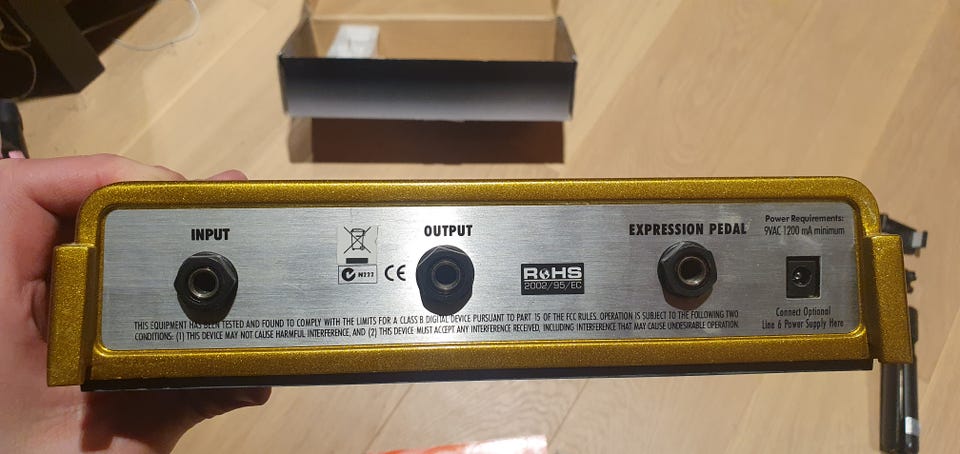 INPUT
OUTPUT
EXPRESSION PEDAL
Power Requirements:
9VAC 1200 mA minimum
N222
CE
RoHS
2002/95/EC
Connect Optional
Line 6 Power Supply Here
THIS EQUIPMENT HAS BEEN TESTED AND FOUND TO COMPLY WITH THE LIMITS FOR A CLASS B DIGITAL DEVICE PURSUANT TO PART 15 OF THE FCC RULES. OPERATION IS SUBJECT TO THE FOLLOWING TWO
CONDITIONS: (1) THIS DEVICE MAY NOT CAUSE HARMFUL INTERFERENCE, AND (2) THIS DEVICE MUST ACCEPT ANY INTERFERENCE RECEIVED, INCLUDING INTERFERENCE THAT MAY CAUSE UNDESIRABLE OPERATION.